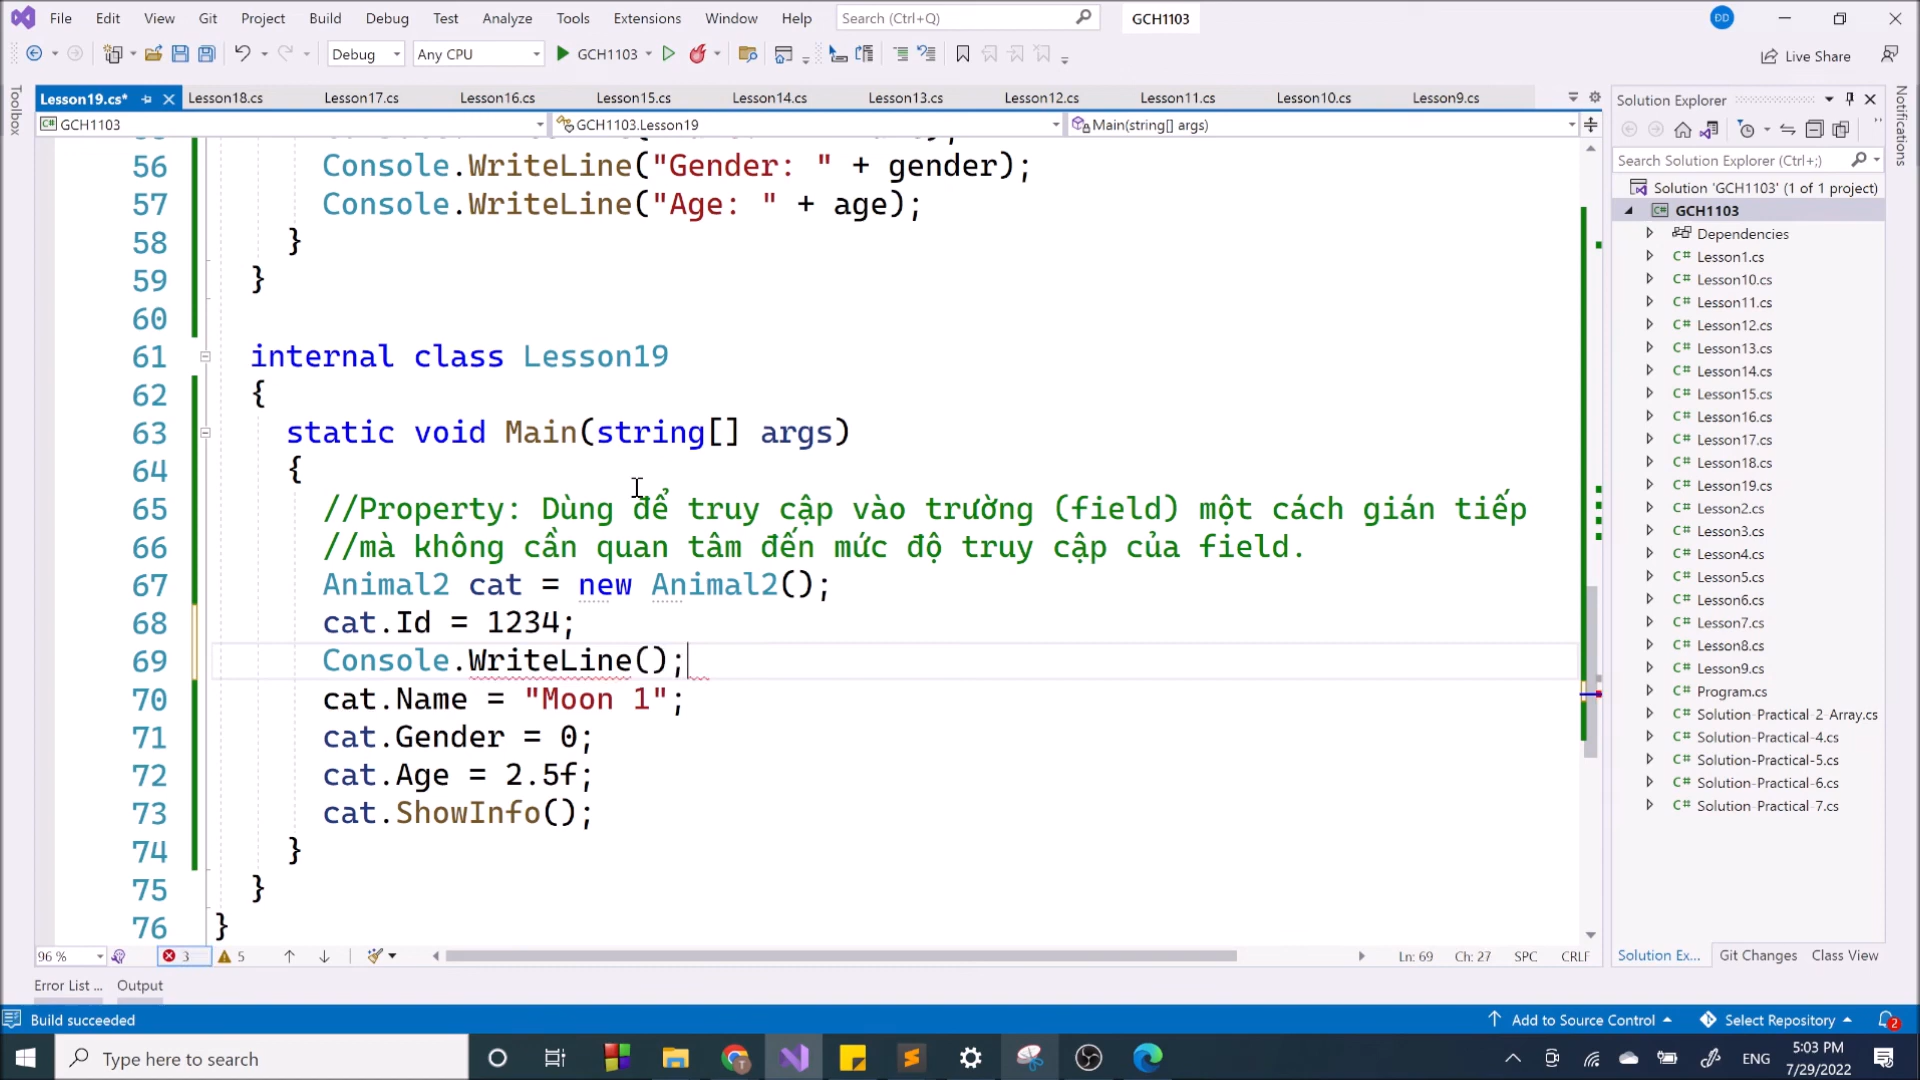 File Edit View Git Project Build Debug Test Analyze Tools Extensions Window Help Search (Ctrl+Q) GCH1103 ĐD
Debug Any CPU GCH1103 Live Share
Toolbox
Lesson19.cs* Lesson18.cs Lesson17.cs Lesson16.cs Lesson15.cs Lesson14.cs Lesson13.cs Lesson12.cs Lesson11.cs Lesson10.cs Lesson9.cs
GCH1103 GCH1103.Lesson19 Main(string[] args)
56 Console.WriteLine("Gender: " + gender);
57 Console.WriteLine("Age: " + age);
58 }
59 }
60
61 internal class Lesson19
62 {
63 static void Main(string[] args)
64 {
65 //Property: Dùng để truy cập vào trường (field) một cách gián tiếp
66 //mà không cần quan tâm đến mức độ truy cập của field.
67 Animal2 cat = new Animal2();
68 cat.Id = 1234;
69 Console.WriteLine();
70 cat.Name = "Moon 1";
71 cat.Gender = 0;
72 cat.Age = 2.5f;
73 cat.ShowInfo();
74 }
75 }
76 }
96 % 3 5 Ln: 69 Ch: 27 SPC CRLF
Solution Explorer
Search Solution Explorer (Ctrl+;)
Solution 'GCH1103' (1 of 1 project)
GCH1103
Dependencies
C# Lesson1.cs
C# Lesson10.cs
C# Lesson11.cs
C# Lesson12.cs
C# Lesson13.cs
C# Lesson14.cs
C# Lesson15.cs
C# Lesson16.cs
C# Lesson17.cs
C# Lesson18.cs
C# Lesson19.cs
C# Lesson2.cs
C# Lesson3.cs
C# Lesson4.cs
C# Lesson5.cs
C# Lesson6.cs
C# Lesson7.cs
C# Lesson8.cs
C# Lesson9.cs
C# Program.cs
C# Solution-Practical 2 Array.cs
C# Solution-Practical-4.cs
C# Solution-Practical-5.cs
C# Solution-Practical-6.cs
C# Solution-Practical-7.cs
Solution Ex... Git Changes Class View
Notifications
Error List ... Output
Build succeeded Add to Source Control Select Repository 2
Type here to search ENG 5:03 PM
7/29/2022